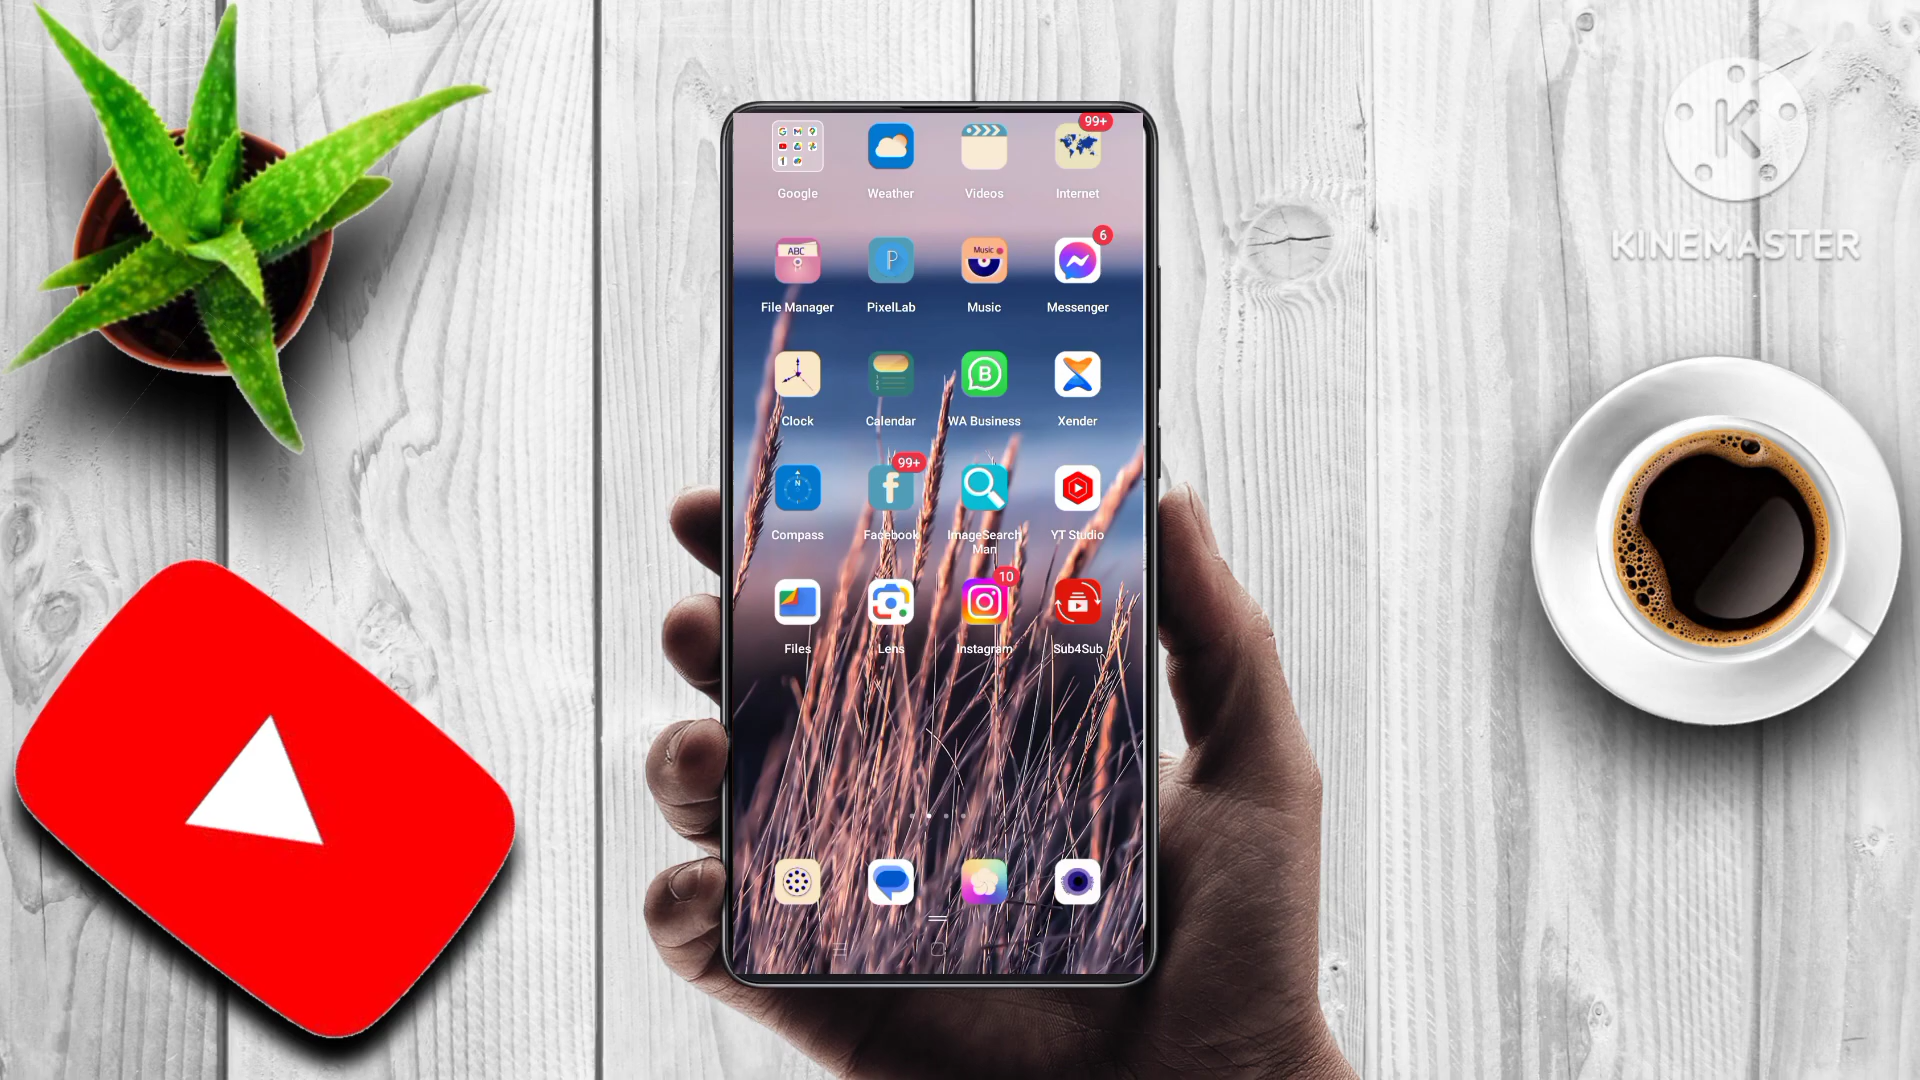 99+
Google Weather Videos Internet
6
ABC
P
Music
File Manager PixelLab Music Messenger
B
Clock Calendar WA Business Xender
99+
N
f
Compass Facebook ImageSearch YT Studio
Man
10
Files Lens Instagram Sub4Sub
K
KINEMASTER